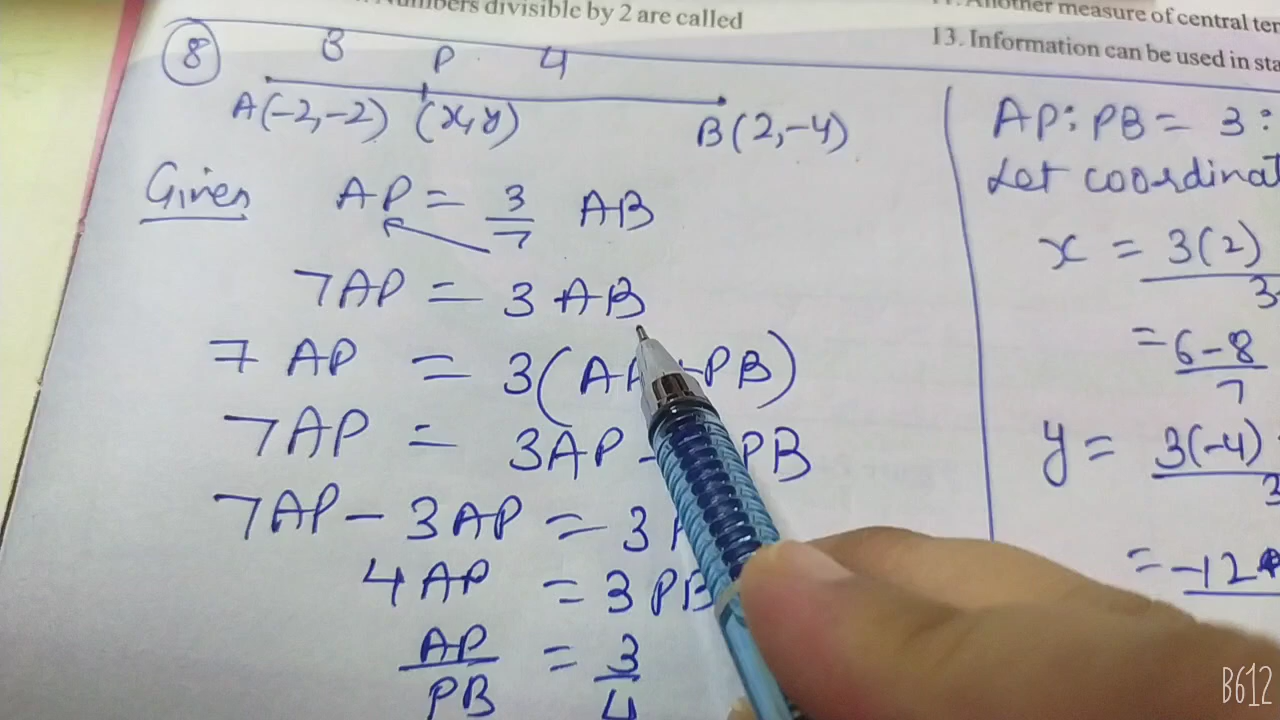 Numbers divisible by 2 are called
Another measure of central ten
13. Information can be used in sta
8
3 P 4
A(-2,-2) (x,y) B(2,-4)
Given AP = 3/7 AB
7AP = 3AB
7 AP = 3(A PB)
7AP = 3AP PB
7AP - 3AP = 3
4AP = 3PB
AP/PB = 3/4
AP:PB = 3:
Let coordinat
x = 3(2)
3
= 6-8
7
y = 3(-4)
3
= -12
B612